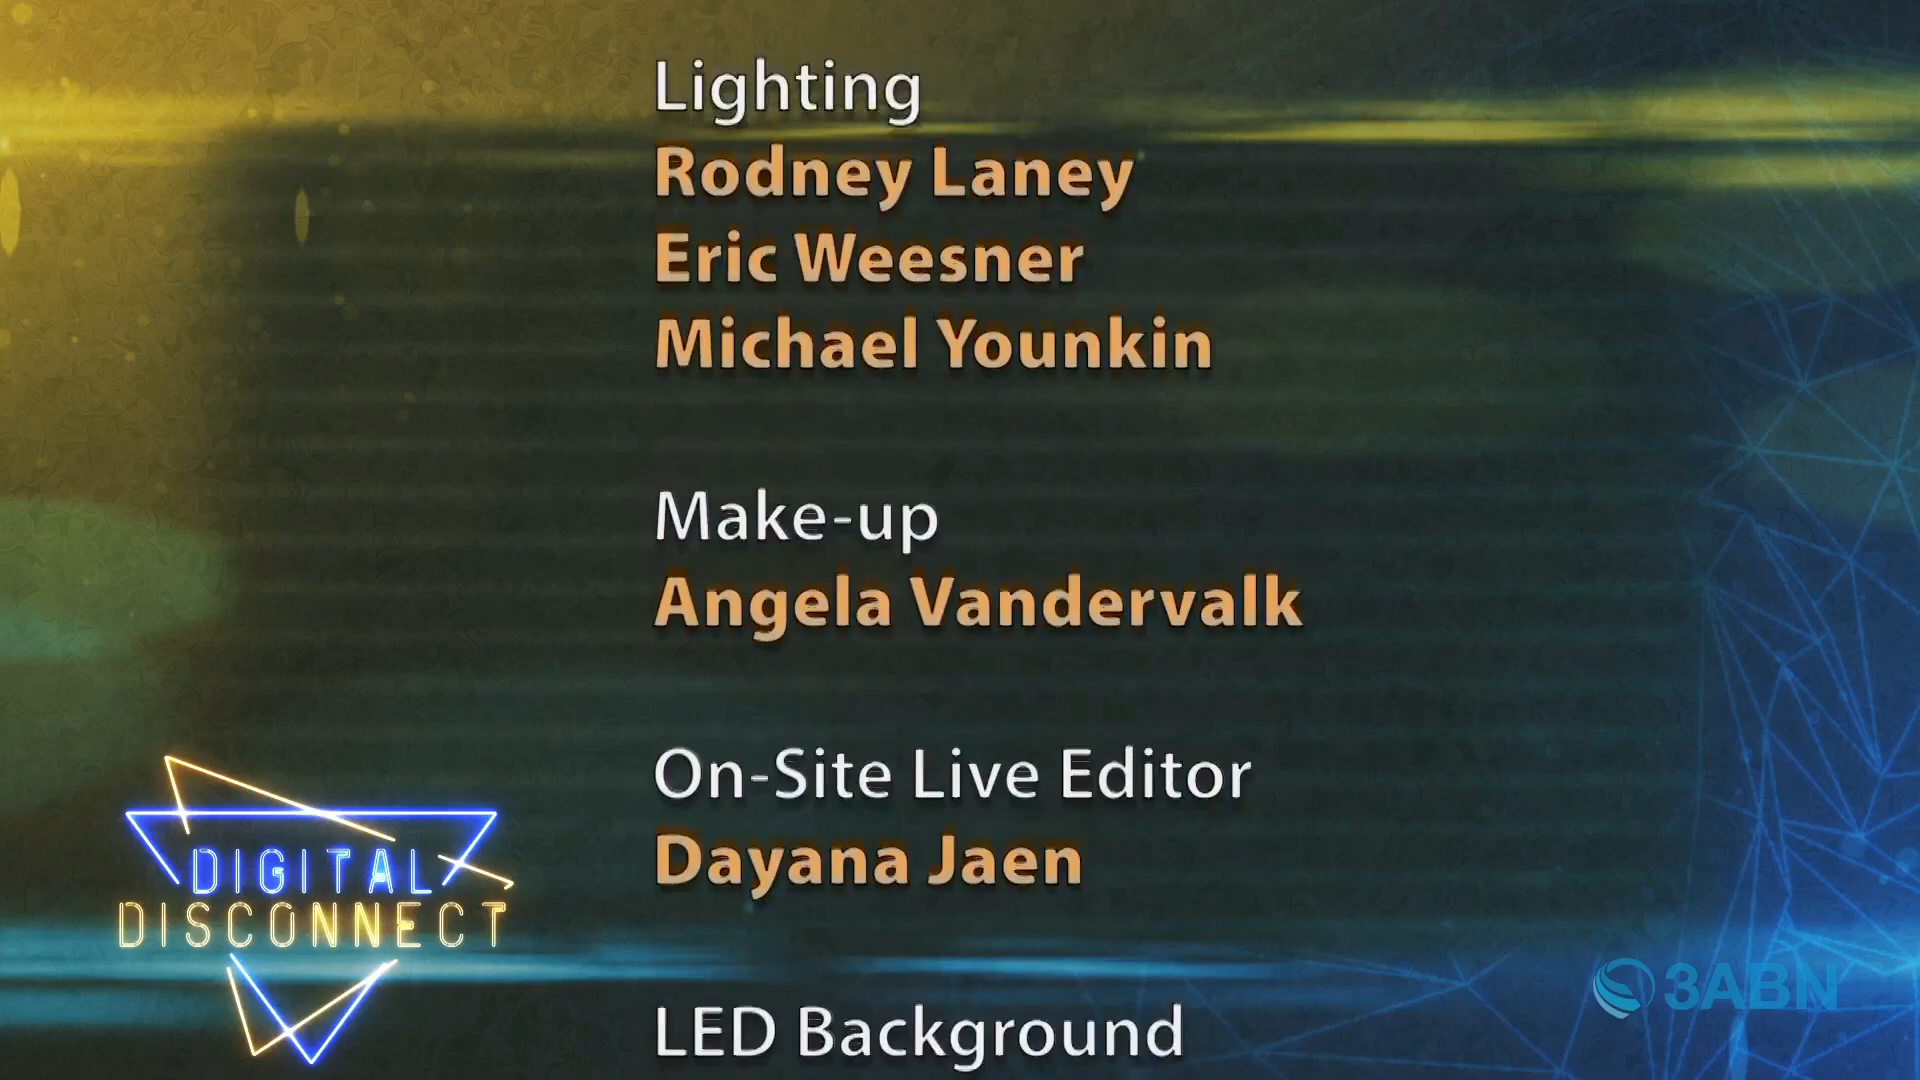 Lighting
Rodney Laney
Eric Weesner
Michael Younkin
Make-up
Angela Vandervalk
On-Site Live Editor
Dayana Jaen
LED Background
DIGITAL
DISCONNECT
3ABN